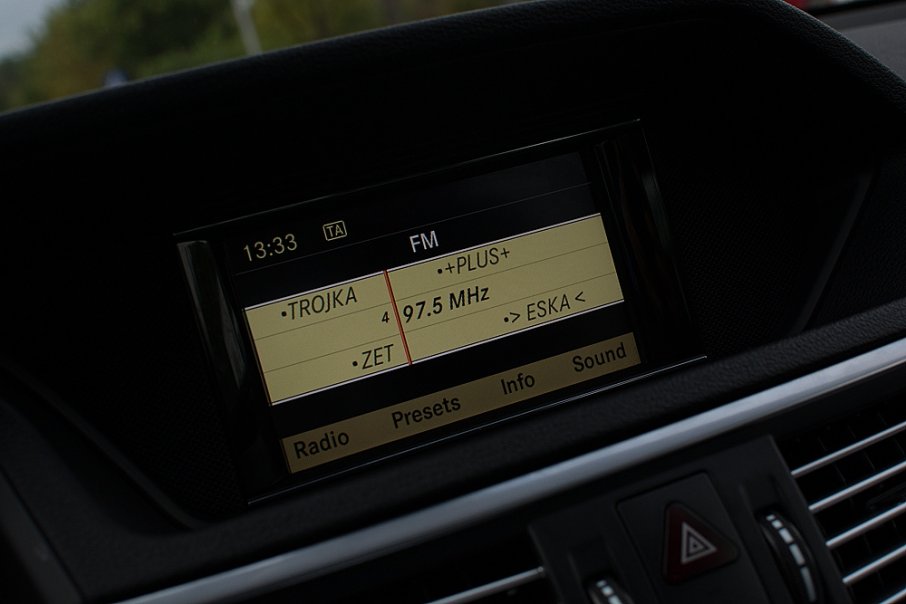 13:33 TA
FM
•TROJKA •+PLUS+
4 97.5 MHz
•ZET •> ESKA <
Radio Presets Info Sound